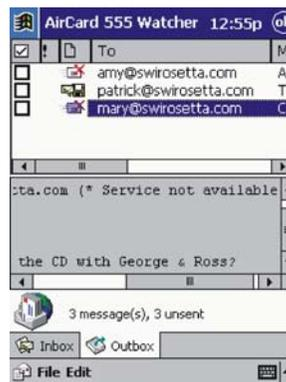 AirCard 555 Watcher 12:55p ok
! To M
amy@swirosetta.com A
patrick@swirosetta.com T
mary@swirosetta.com C
:ta.com (* Service not available
the CD with George & Ross?
3 message(s), 3 unsent
Inbox Outbox
File Edit